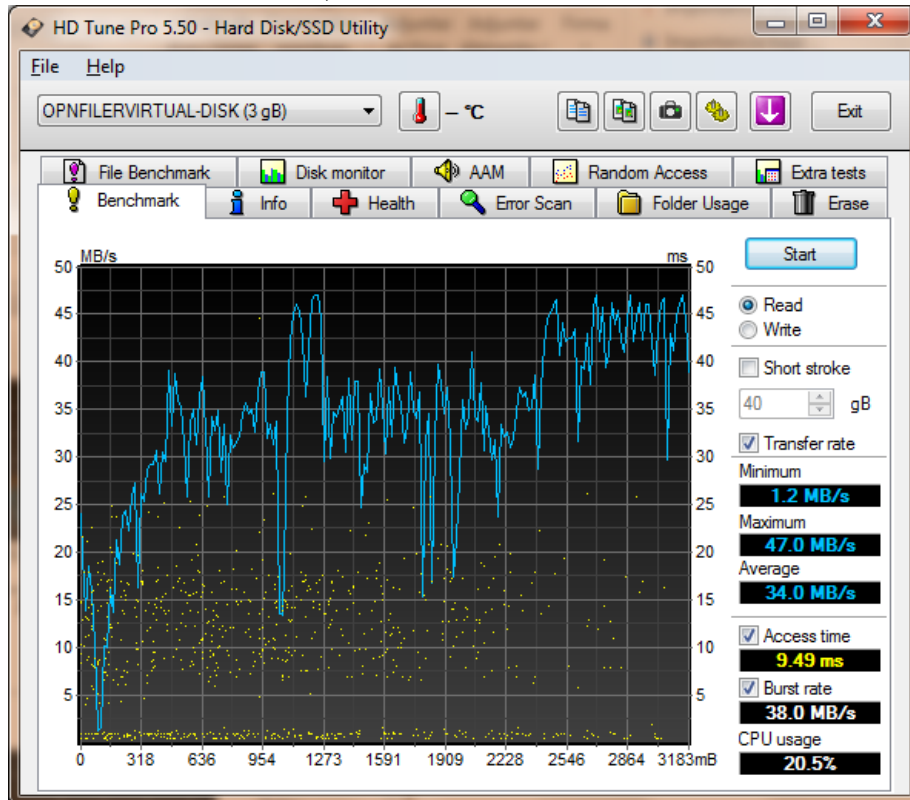 HD Tune Pro 5.50 - Hard Disk/SSD Utility
File Help
OPNFILERVIRTUAL-DISK (3 gB) – °C Exit
File Benchmark Disk monitor AAM Random Access Extra tests
Benchmark Info Health Error Scan Folder Usage Erase
MB/s ms
50 50
45 45
40 40
35 35
30 30
25 25
20 20
15 15
10 10
5 5
0 318 636 954 1273 1591 1909 2228 2546 2864 3183mB
Start
Read
Write
Short stroke
40 gB
Transfer rate
Minimum
1.2 MB/s
Maximum
47.0 MB/s
Average
34.0 MB/s
Access time
9.49 ms
Burst rate
38.0 MB/s
CPU usage
20.5%